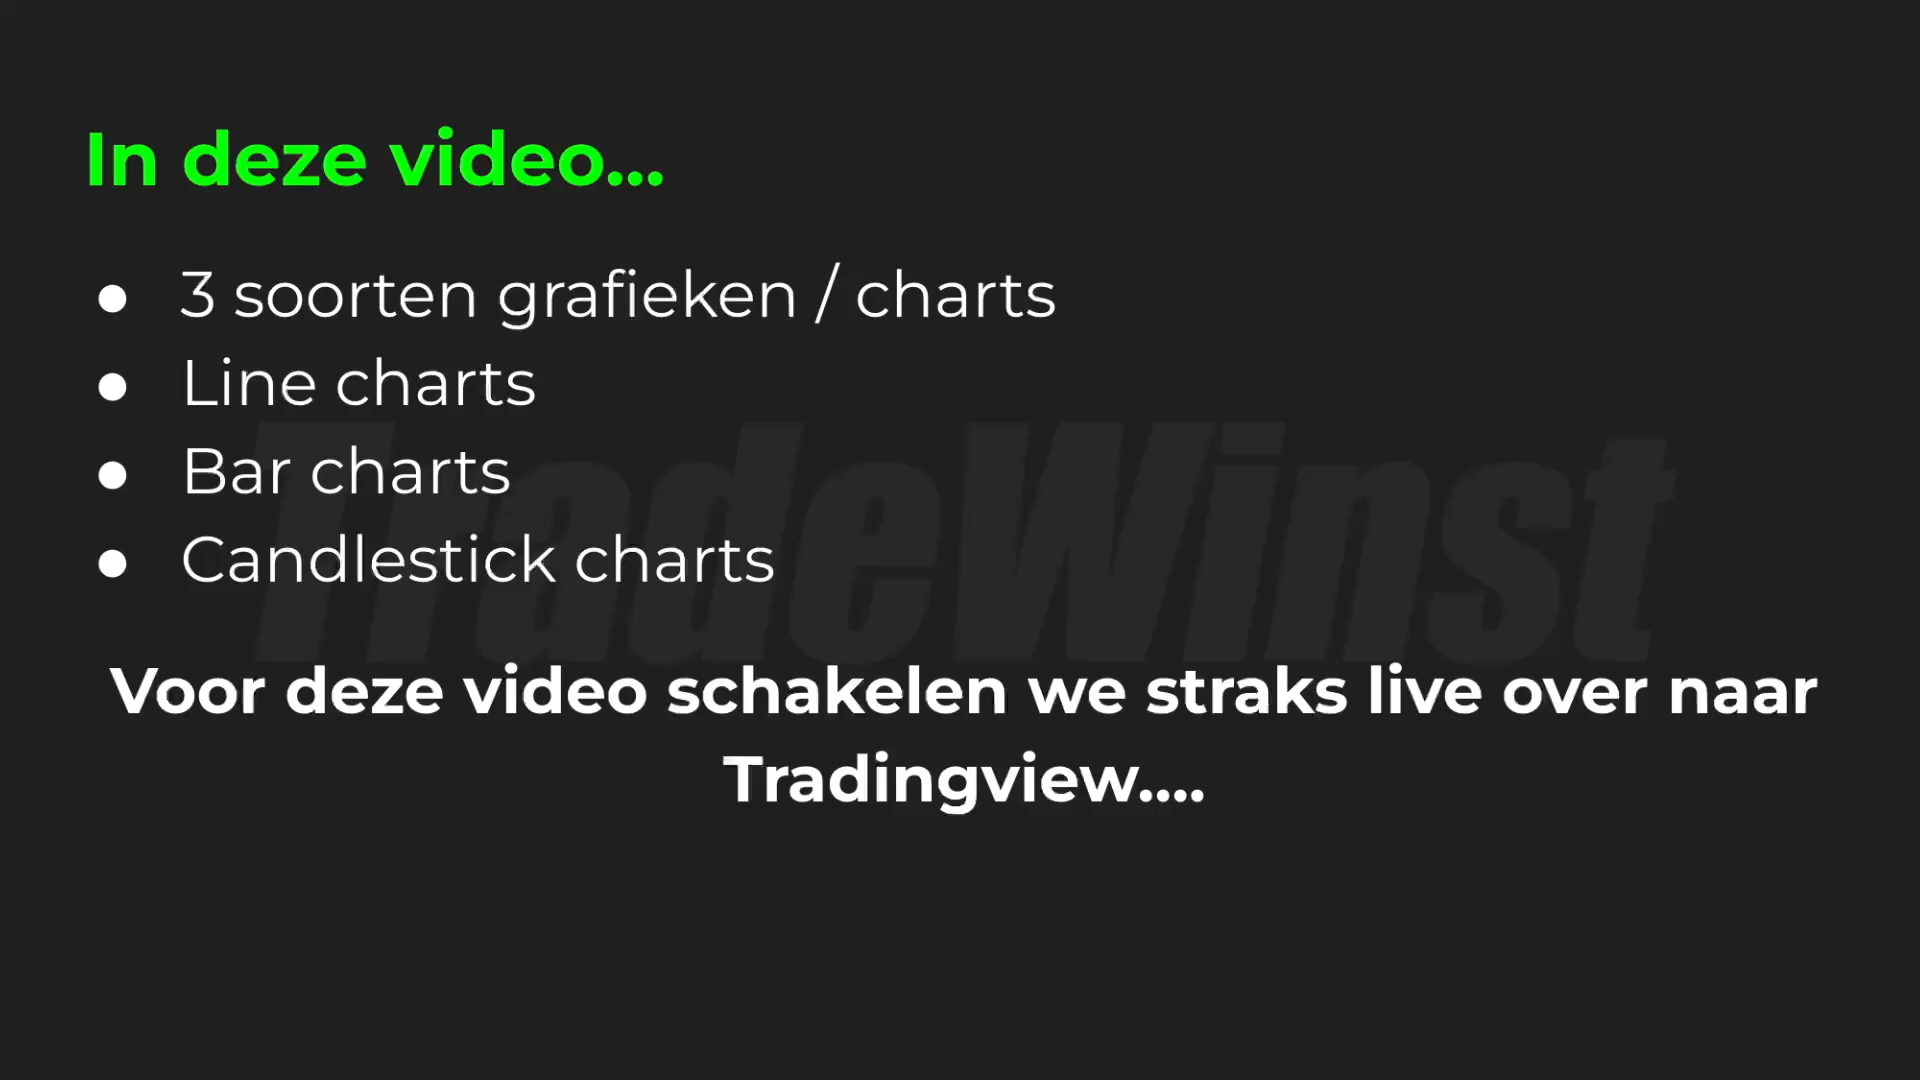 In deze video...
● 3 soorten grafieken / charts
● Line charts
● Bar charts
● Candlestick charts
TradeWinst
Voor deze video schakelen we straks live over naar
Tradingview....